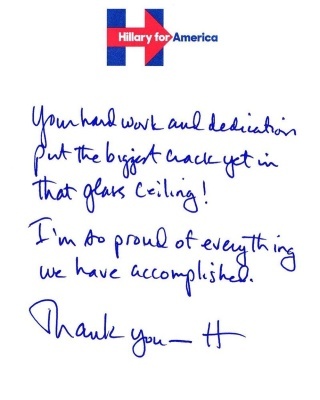 Hillary for America
Your hard work and dedication
put the biggest crack yet in
that glass ceiling!
I'm so proud of everything
we have accomplished.
Thank you — H